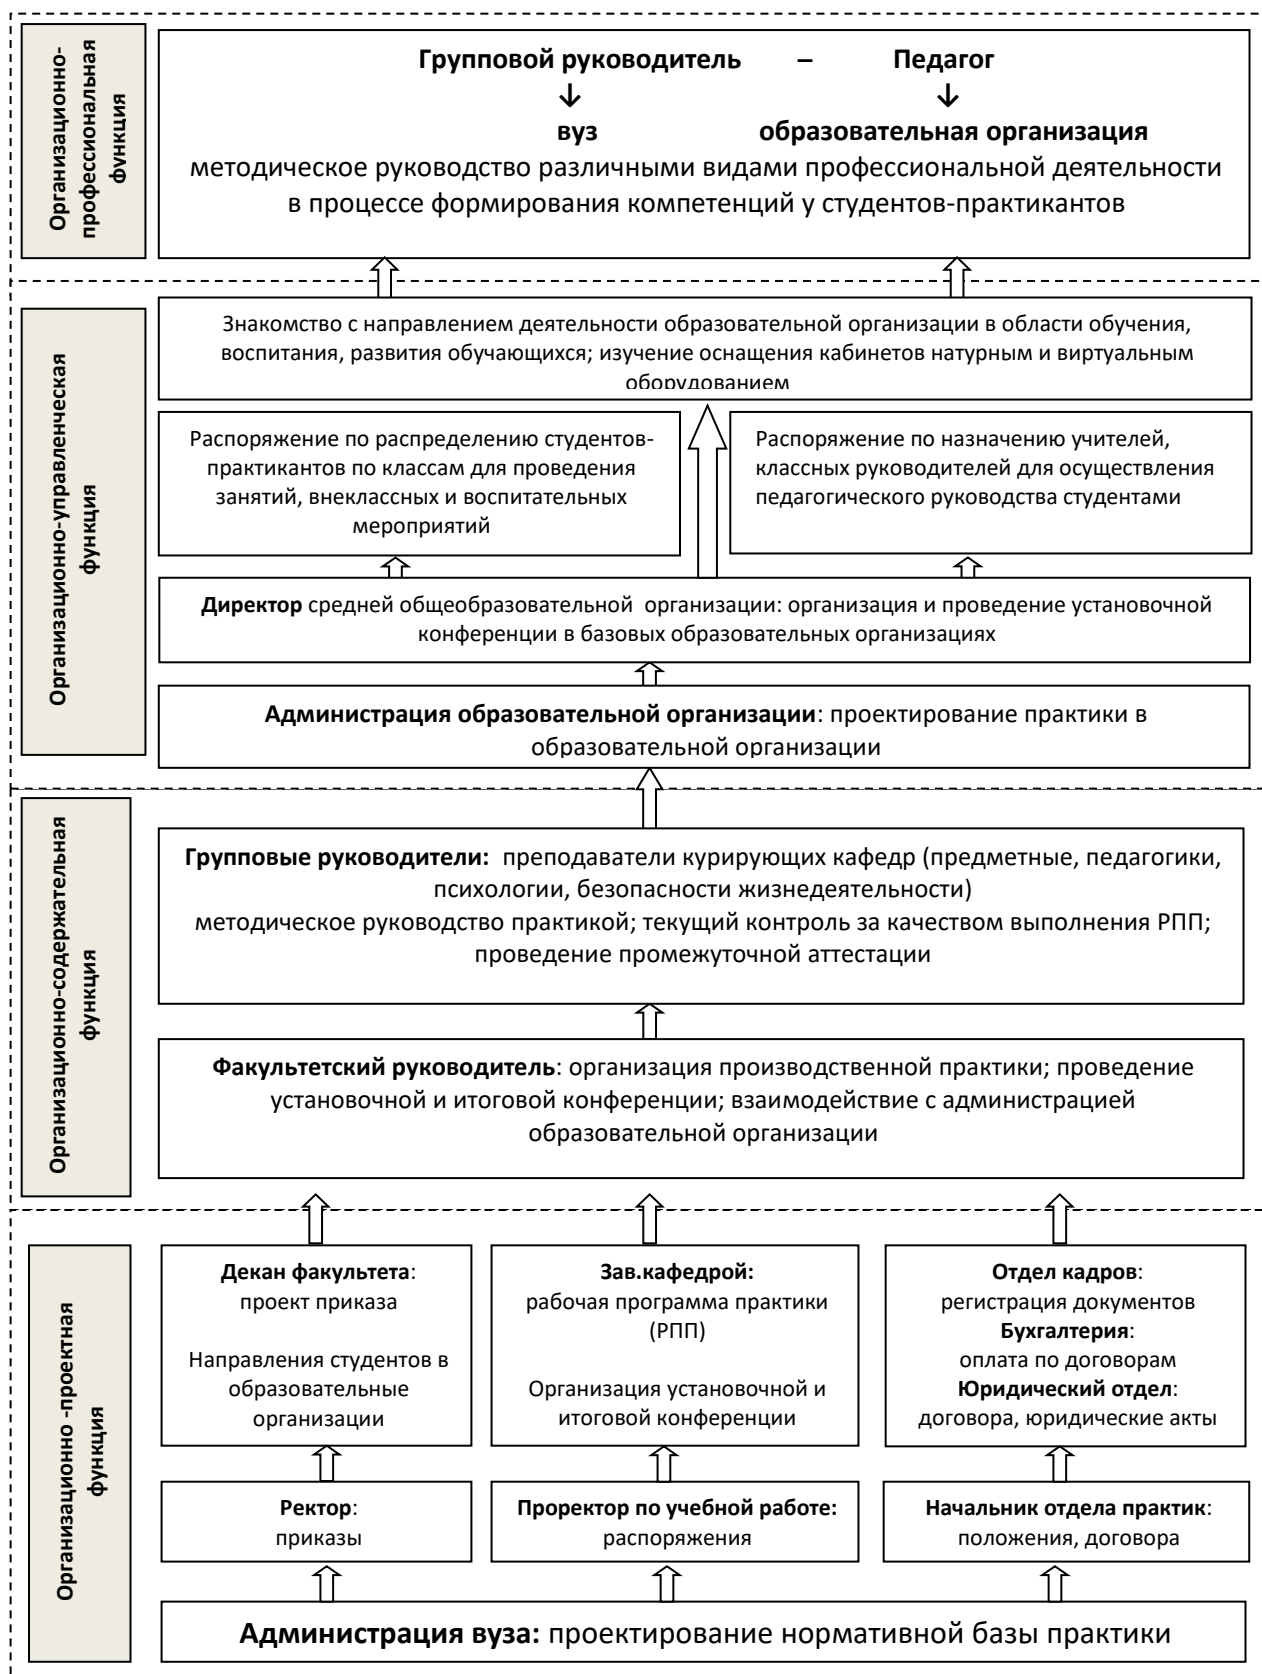 Организационно-
профессиональная
функция
Групповой руководитель – Педагог
↓ ↓
вуз образовательная организация
методическое руководство различными видами профессиональной деятельности
в процессе формирования компетенций у студентов-практикантов
Организационно-управленческая
функция
Знакомство с направлением деятельности образовательной организации в области обучения,
воспитания, развития обучающихся; изучение оснащения кабинетов натурным и виртуальным
оборудованием
Распоряжение по распределению студентов-
практикантов по классам для проведения
занятий, внеклассных и воспитательных
мероприятий
Распоряжение по назначению учителей,
классных руководителей для осуществления
педагогического руководства студентами
Директор средней общеобразовательной организации: организация и проведение установочной
конференции в базовых образовательных организациях
Администрация образовательной организации: проектирование практики в
образовательной организации
Организационно-содержательная
функция
Групповые руководители: преподаватели курирующих кафедр (предметные, педагогики,
психологии, безопасности жизнедеятельности)
методическое руководство практикой; текущий контроль за качеством выполнения РПП;
проведение промежуточной аттестации
Факультетский руководитель: организация производственной практики; проведение
установочной и итоговой конференции; взаимодействие с администрацией
образовательной организации
Организационно -проектная
функция
Декан факультета:
проект приказа
Направления студентов в
образовательные
организации
Зав.кафедрой:
рабочая программа практики
(РПП)
Организация установочной и
итоговой конференции
Отдел кадров:
регистрация документов
Бухгалтерия:
оплата по договорам
Юридический отдел:
договора, юридические акты
Ректор:
приказы
Проректор по учебной работе:
распоряжения
Начальник отдела практик:
положения, договора
Администрация вуза: проектирование нормативной базы практики